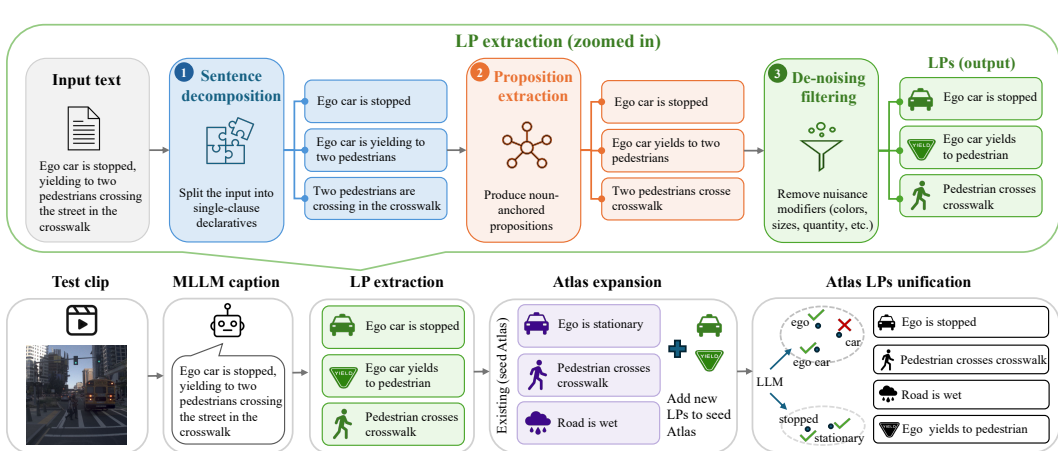 LP extraction (zoomed in)
Input text
Ego car is stopped,
yielding to two
pedestrians crossing
the street in the
crosswalk
1 Sentence
decomposition
Split the input into
single-clause
declaratives
Ego car is stopped
Ego car is yielding to
two pedestrians
Two pedestrians are
crossing in the crosswalk
2 Proposition
extraction
Produce noun-
anchored
propositions
Ego car is stopped
Ego car yields to two
pedestrians
Two pedestrians crosse
crosswalk
3 De-noising
filtering
Remove nuisance
modifiers (colors,
sizes, quantity, etc.)
LPs (output)
Ego car is stopped
YIELD
Ego car yields
to pedestrian
Pedestrian crosses
crosswalk
Test clip
MLLM caption
Ego car is stopped,
yielding to two
pedestrians crossing
the street in the
crosswalk
LP extraction
Ego car is stopped
YIELD
Ego car yields
to pedestrian
Pedestrian crosses
crosswalk
Atlas expansion
Existing (seed Atlas)
Ego is stationary
Pedestrian crosses
crosswalk
Road is wet
YIELD
Add new
LPs to seed
Atlas
Atlas LPs unification
LLM
ego
car
ego car
stopped
stationary
Ego is stopped
Pedestrian crosses crosswalk
Road is wet
YIELD
Ego yields to pedestrian